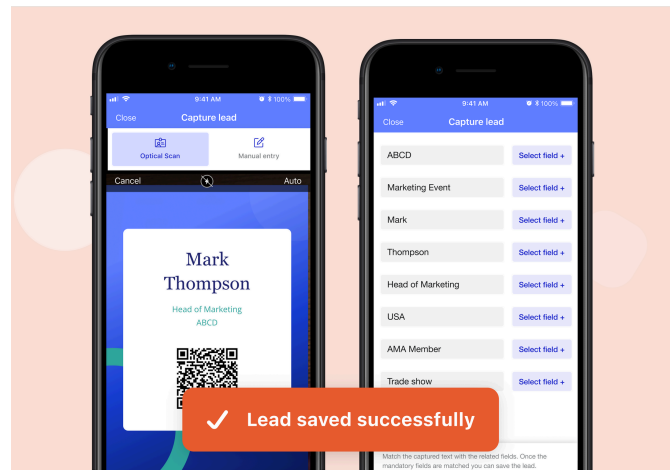 9:41 AM
100%
Close
Capture lead
Optical Scan
Manual entry
Cancel
Auto
Mark
Thompson
Head of Marketing
ABCD
9:41 AM
100%
Close
Capture lead
ABCD
Select field +
Marketing Event
Select field +
Mark
Select field +
Thompson
Select field +
Head of Marketing
Select field +
USA
Select field +
AMA Member
Select field +
Trade show
Select field +
Match the captured text with the related fields. Once the
mandatory fields are matched you can save the lead.
Lead saved successfully